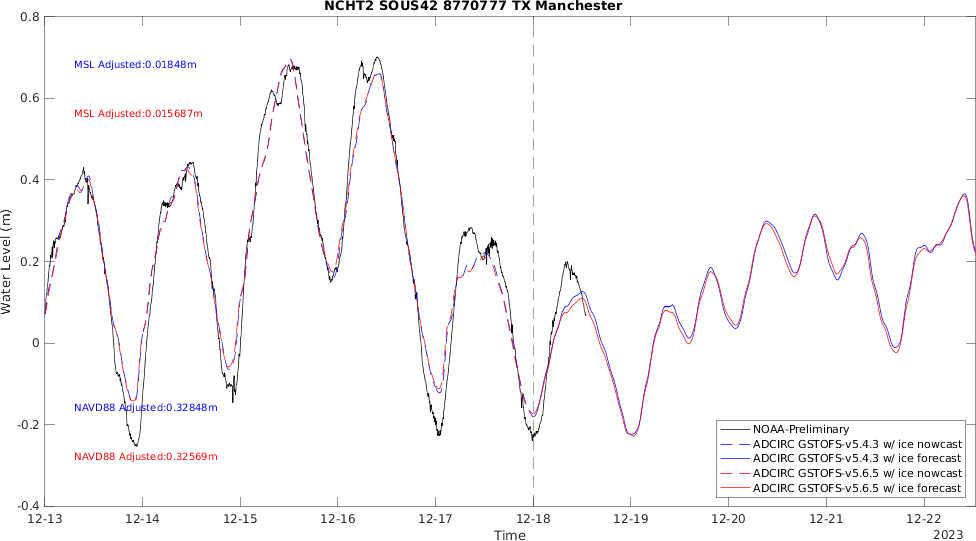 NCHT2 SOUS42 8770777 TX Manchester
0.8
0.6
0.4
0.2
0
-0.2
-0.4
Water Level (m)
MSL Adjusted:0.01848m
MSL Adjusted:0.015687m
NAVD88 Adjusted:0.32848m
NAVD88 Adjusted:0.32569m
NOAA-Preliminary
ADCIRC GSTOFS-v5.4.3 w/ ice nowcast
ADCIRC GSTOFS-v5.4.3 w/ ice forecast
ADCIRC GSTOFS-v5.6.5 w/ ice nowcast
ADCIRC GSTOFS-v5.6.5 w/ ice forecast
12-13 12-14 12-15 12-16 12-17 12-18 12-19 12-20 12-21 12-22
Time
2023